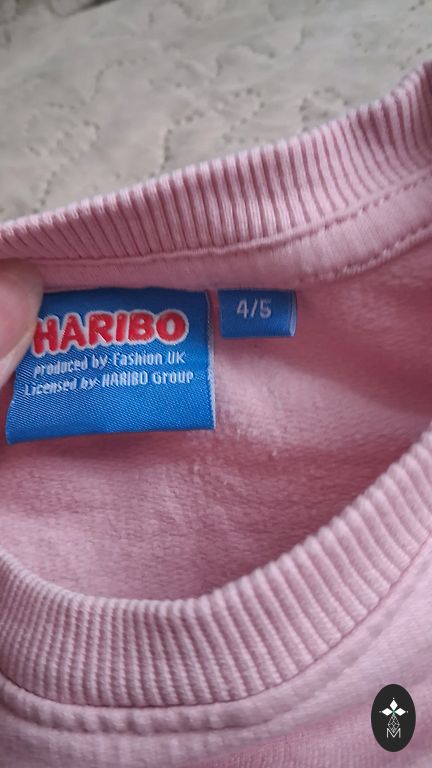 HARIBO
produced by Fashion UK
Licensed by HARIBO Group
4/5
M